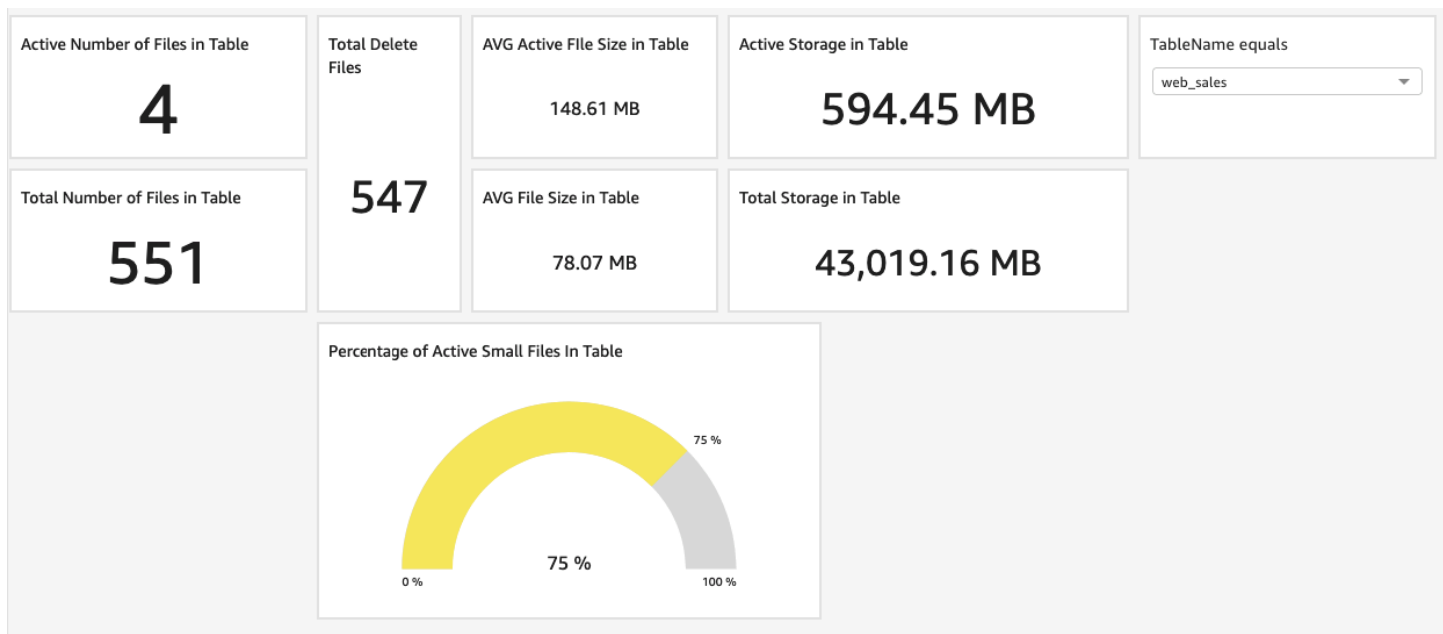 Active Number of Files in Table
4
Total Delete
Files
547
AVG Active FIle Size in Table
148.61 MB
Active Storage in Table
594.45 MB
TableName equals
web_sales
Total Number of Files in Table
551
AVG File Size in Table
78.07 MB
Total Storage in Table
43,019.16 MB
Percentage of Active Small Files In Table
75 %
75 %
0 %
100 %